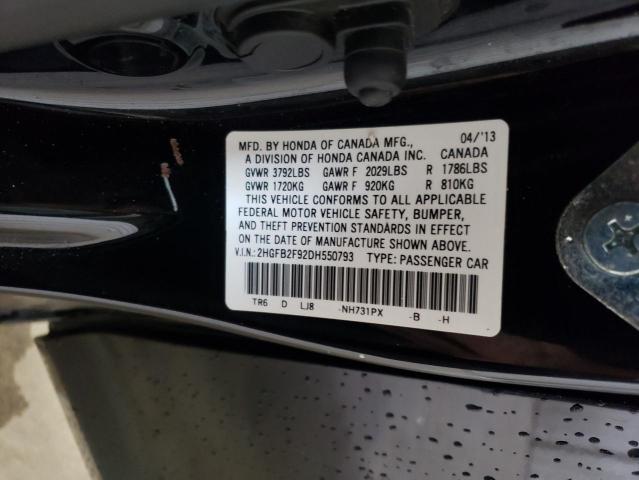 MFD. BY HONDA OF CANADA MFG., 04/'13
A DIVISION OF HONDA CANADA INC. CANADA
GVWR 3792LBS GAWR F 2029LBS R 1786LBS
GVWR 1720KG GAWR F 920KG R 810KG
THIS VEHICLE CONFORMS TO ALL APPLICABLE
FEDERAL MOTOR VEHICLE SAFETY, BUMPER,
AND THEFT PREVENTION STANDARDS IN EFFECT
ON THE DATE OF MANUFACTURE SHOWN ABOVE.
V.I.N.:2HGFB2F92DH550793 TYPE: PASSENGER CAR
TR6 D LJ8 -NH731PX -B -H